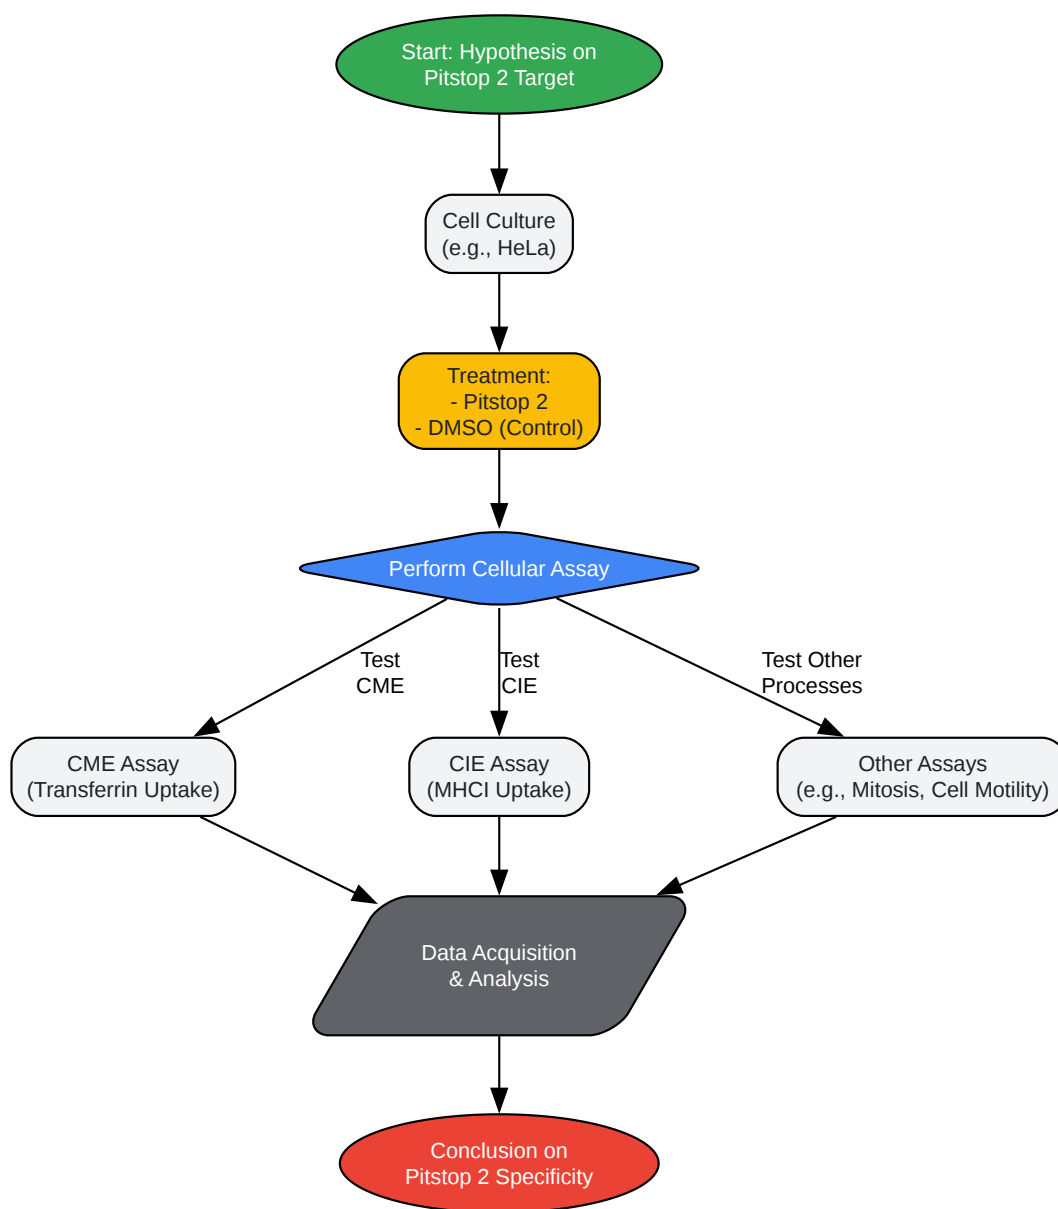 Start: Hypothesis on
Pitstop 2 Target
Cell Culture
(e.g., HeLa)
Treatment:
- Pitstop 2
- DMSO (Control)
Perform Cellular Assay
Test
CME
Test
CIE
Test Other
Processes
CME Assay
(Transferrin Uptake)
CIE Assay
(MHCI Uptake)
Other Assays
(e.g., Mitosis, Cell Motility)
Data Acquisition
& Analysis
Conclusion on
Pitstop 2 Specificity